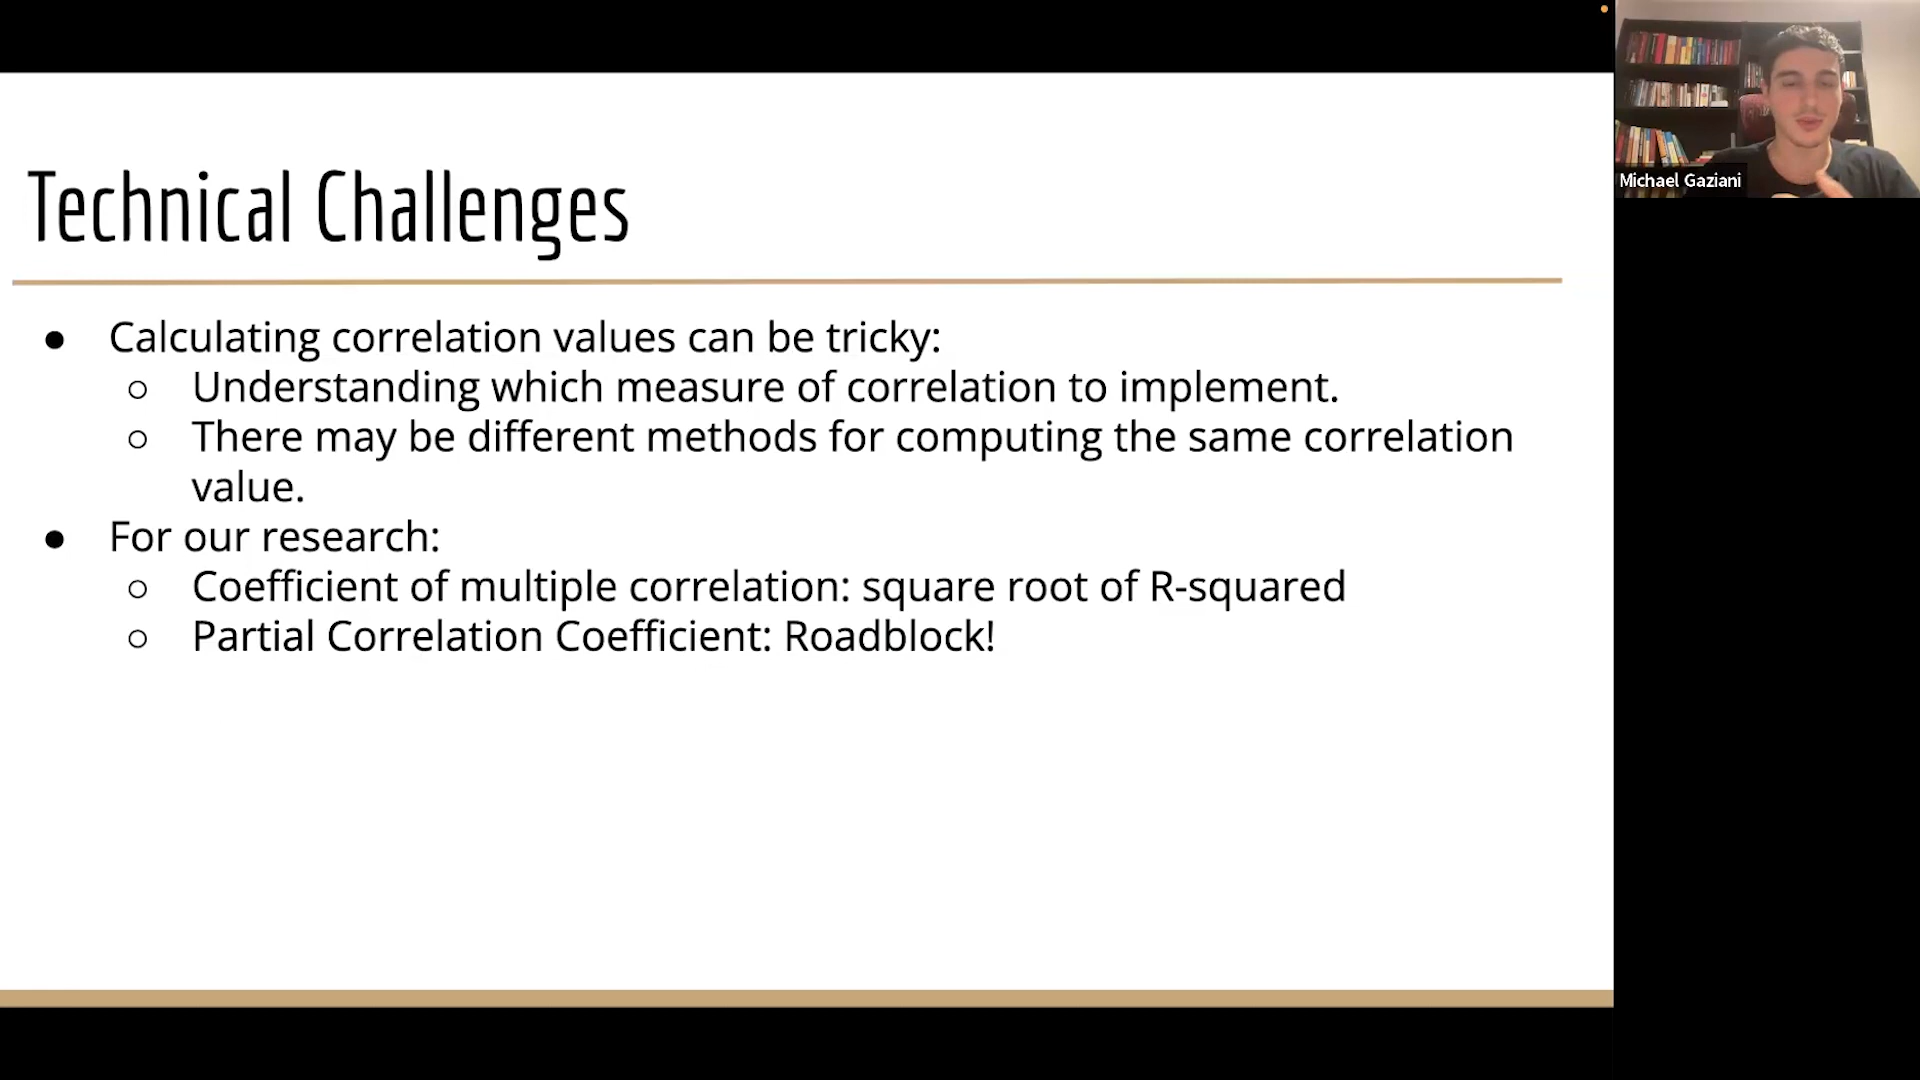 Technical Challenges
● Calculating correlation values can be tricky:
○ Understanding which measure of correlation to implement.
○ There may be different methods for computing the same correlation
value.
● For our research:
○ Coefficient of multiple correlation: square root of R-squared
○ Partial Correlation Coefficient: Roadblock!
Michael Gaziani